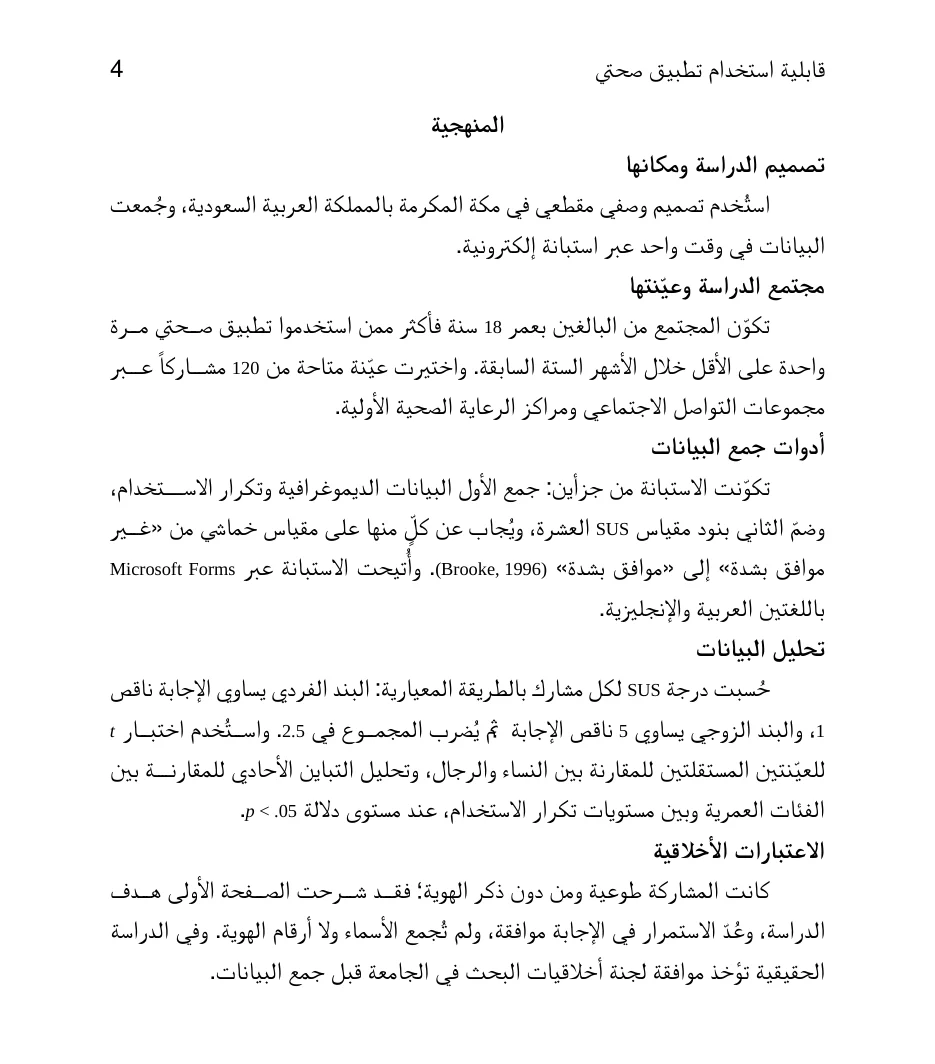 قابلية استخدام تطبيق صحتي 4
المنهجية
تصميم الدراسة ومكانها
استُخدم تصميم وصفي مقطعي في مكة المكرمة بالمملكة العربية السعودية، وجُمعت
البيانات في وقت واحد عبر استبانة إلكترونية.
مجتمع الدراسة وعيّنتها
تكوّن المجتمع من البالغين بعمر 18 سنة فأكثر ممن استخدموا تطبيق صحتي مرة
واحدة على الأقل خلال الأشهر الستة السابقة. واختيرت عيّنة متاحة من 120 مشاركاً عبر
مجموعات التواصل الاجتماعي ومراكز الرعاية الصحية الأولية.
أدوات جمع البيانات
تكوّنت الاستبانة من جزأين: جمع الأول البيانات الديموغرافية وتكرار الاستخدام،
وضمّ الثاني بنود مقياس SUS العشرة، ويُجاب عن كلٍّ منها على مقياس خماسي من «غير
موافق بشدة» إلى «موافق بشدة» (Brooke, 1996). وأُتيحت الاستبانة عبر Microsoft Forms
باللغتين العربية والإنجليزية.
تحليل البيانات
حُسبت درجة SUS لكل مشارك بالطريقة المعيارية: البند الفردي يساوي الإجابة ناقص
1، والبند الزوجي يساوي 5 ناقص الإجابة ثم يُضرب المجموع في 2.5. واستُخدم اختبار t
للعيّنتين المستقلتين للمقارنة بين النساء والرجال، وتحليل التباين الأحادي للمقارنة بين
الفئات العمرية وبين مستويات تكرار الاستخدام، عند مستوى دلالة p < .05.
الاعتبارات الأخلاقية
كانت المشاركة طوعية ومن دون ذكر الهوية؛ فقد شرحت الصفحة الأولى هدف
الدراسة، وعُدّ الاستمرار في الإجابة موافقة، ولم تُجمع الأسماء ولا أرقام الهوية. وفي الدراسة
الحقيقية تؤخذ موافقة لجنة أخلاقيات البحث في الجامعة قبل جمع البيانات.